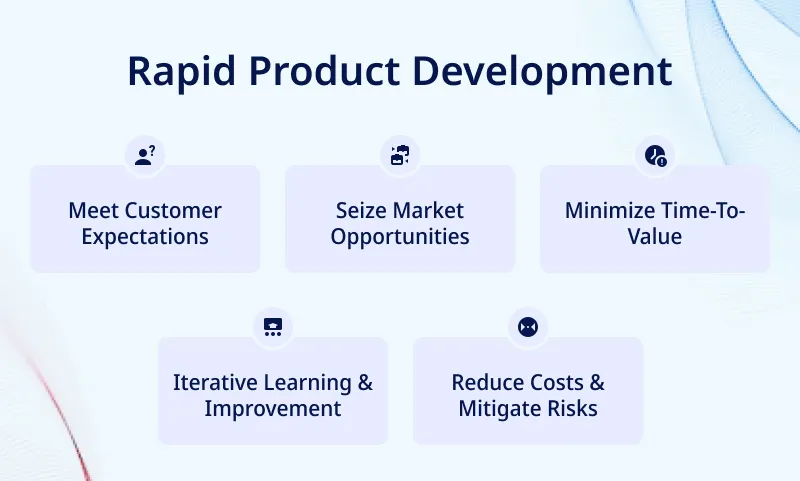 Rapid Product Development
Meet Customer
Expectations
Seize Market
Opportunities
Minimize Time-To-
Value
Iterative Learning &
Improvement
Reduce Costs &
Mitigate Risks